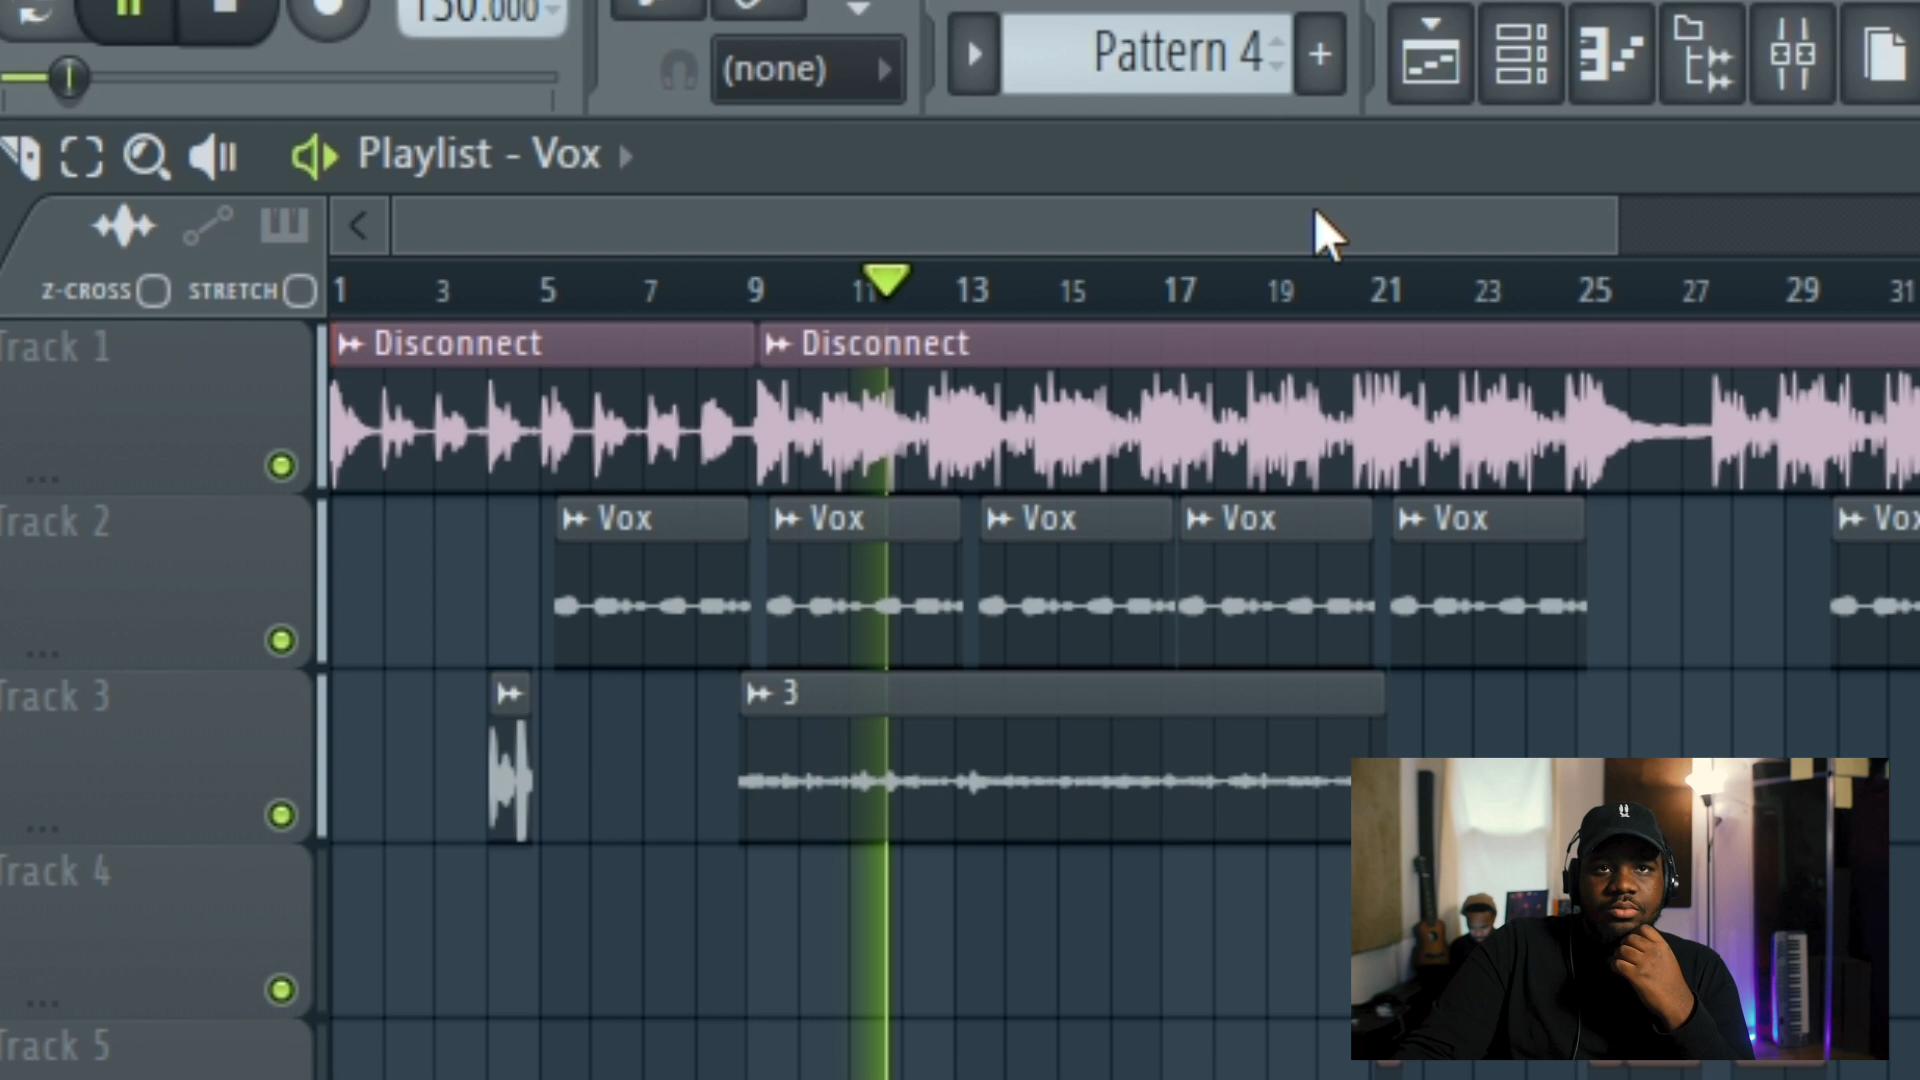 130.000
(none)
Pattern 4
+
Playlist - Vox
Z-CROSS STRETCH
1 3 5 7 9 11 13 15 17 19 21 23 25 27 29 31
Track 1
Disconnect Disconnect
Track 2
Vox Vox Vox Vox Vox Vox
Track 3
3
Track 4
Track 5